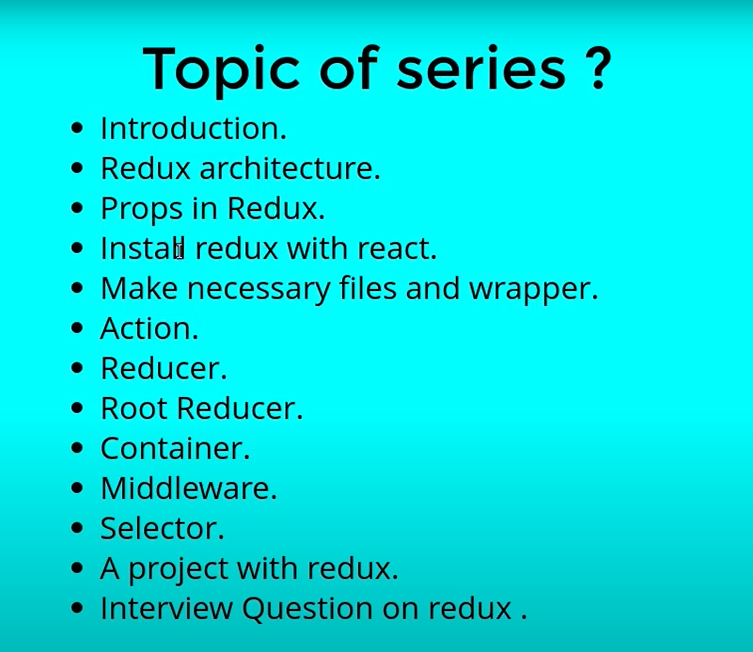 Topic of series ?
• Introduction.
• Redux architecture.
• Props in Redux.
• Install redux with react.
• Make necessary files and wrapper.
• Action.
• Reducer.
• Root Reducer.
• Container.
• Middleware.
• Selector.
• A project with redux.
• Interview Question on redux .